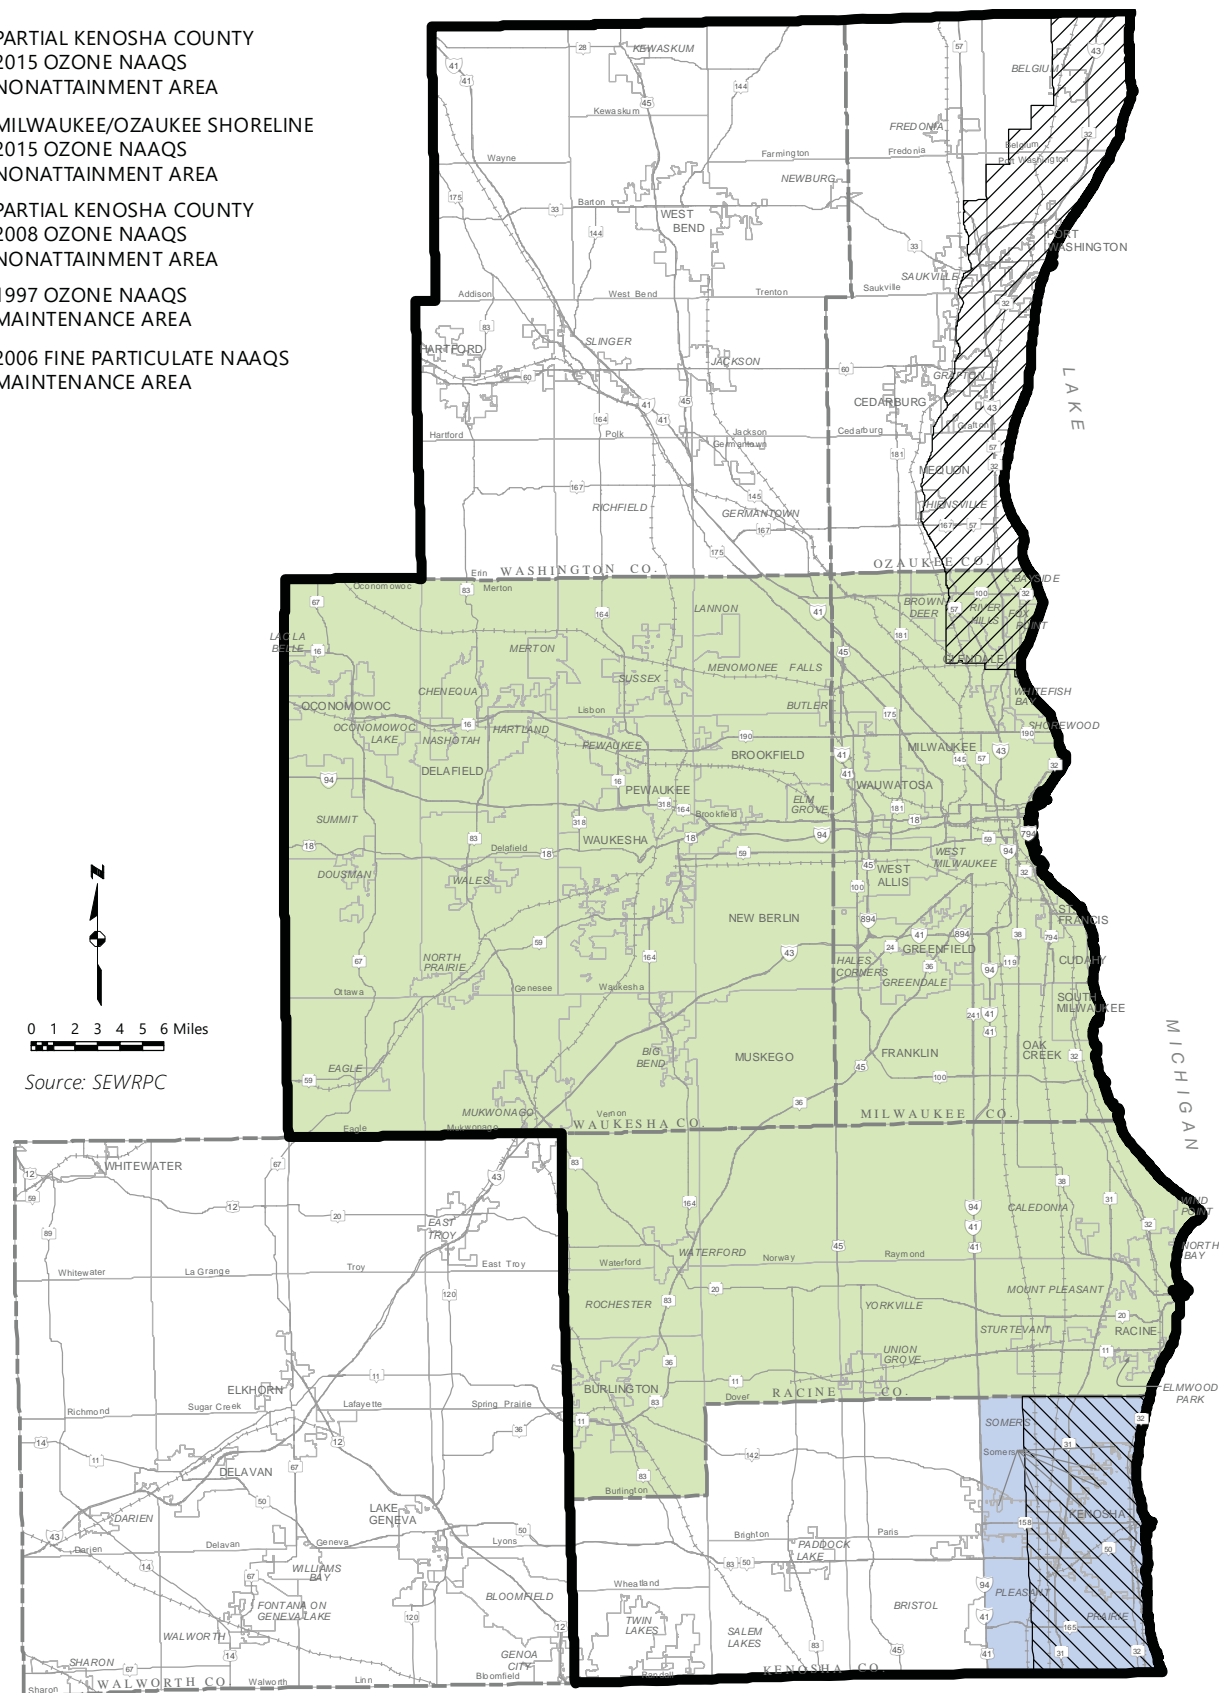 PARTIAL KENOSHA COUNTY
2015 OZONE NAAQS
NONATTAINMENT AREA
MILWAUKEE/OZAUKEE SHORELINE
2015 OZONE NAAQS
NONATTAINMENT AREA
PARTIAL KENOSHA COUNTY
2008 OZONE NAAQS
NONATTAINMENT AREA
1997 OZONE NAAQS
MAINTENANCE AREA
2006 FINE PARTICULATE NAAQS
MAINTENANCE AREA
KEWASKUM
Kewaskum
BELGIUM
FREDONIA
Wayne
Farmington
Fredonia
Belgium
Port Washington
NEWBURG
Barton
WEST
BEND
PORT
WASHINGTON
SAUKVILLE
Addison
West Bend
Trenton
Saukville
HARTFORD
SLINGER
JACKSON
GRAFTON
CEDARBURG
LAKE
Hartford
Polk
Jackson
Germantown
Cedarburg
Grafton
MEQUON
RICHFIELD
GERMANTOWN
THIENSVILLE
Erin
WASHINGTON CO.
OZAUKEE CO.
Oconomowoc
Merton
BAYSIDE
LANNON
BROWN
DEER
RIVER
HILLS
FOX
POINT
LAC LA
BELLE
MERTON
MENOMONEE FALLS
GLENDALE
SUSSEX
CHENEQUA
WHITEFISH
BAY
OCONOMOWOC
Lisbon
BUTLER
SHOREWOOD
OCONOMOWOC
LAKE
NASHOTAH
HARTLAND
PEWAUKEE
BROOKFIELD
MILWAUKEE
DELAFIELD
PEWAUKEE
ELM
GROVE
WAUWATOSA
SUMMIT
Brookfield
WAUKESHA
Delafield
WEST
MILWAUKEE
DOUSMAN
WALES
WEST
ALLIS
NEW BERLIN
ST.
FRANCIS
NORTH
PRAIRIE
HALES
CORNERS
GREENFIELD
GREENDALE
CUDAHY
Ottawa
Genesee
Waukesha
SOUTH
MILWAUKEE
0 1 2 3 4 5 6 Miles
Source: SEWRPC
EAGLE
BIG
BEND
MUSKEGO
FRANKLIN
OAK
CREEK
MICHIGAN
MUKWONAGO
Vernon
Eagle
Mukwonago
WAUKESHA CO.
MILWAUKEE CO.
WHITEWATER
EAST
TROY
CALEDONIA
WIND
POINT
NORTH
BAY
Whitewater
La Grange
Troy
East Troy
Waterford
WATERFORD
Norway
Raymond
ROCHESTER
YORKVILLE
MOUNT PLEASANT
STURTEVANT
RACINE
UNION
GROVE
ELKHORN
BURLINGTON
Dover
RACINE CO.
ELMWOOD
PARK
Richmond
Sugar Creek
Lafayette
Spring Prairie
SOMERS
Somers
DELAVAN
Burlington
DARIEN
LAKE
GENEVA
KENOSHA
Darien
Delavan
Geneva
Lyons
Brighton
Paris
PADDOCK
LAKE
WILLIAMS
BAY
Wheatland
FONTANA ON
GENEVA LAKE
BLOOMFIELD
TWIN
LAKES
SALEM
LAKES
BRISTOL
PLEASANT
PRAIRIE
WALWORTH
GENOA
CITY
SHARON
Sharon
WALWORTH CO.
Walworth
Linn
Bloomfield
Randall
KENOSHA CO.